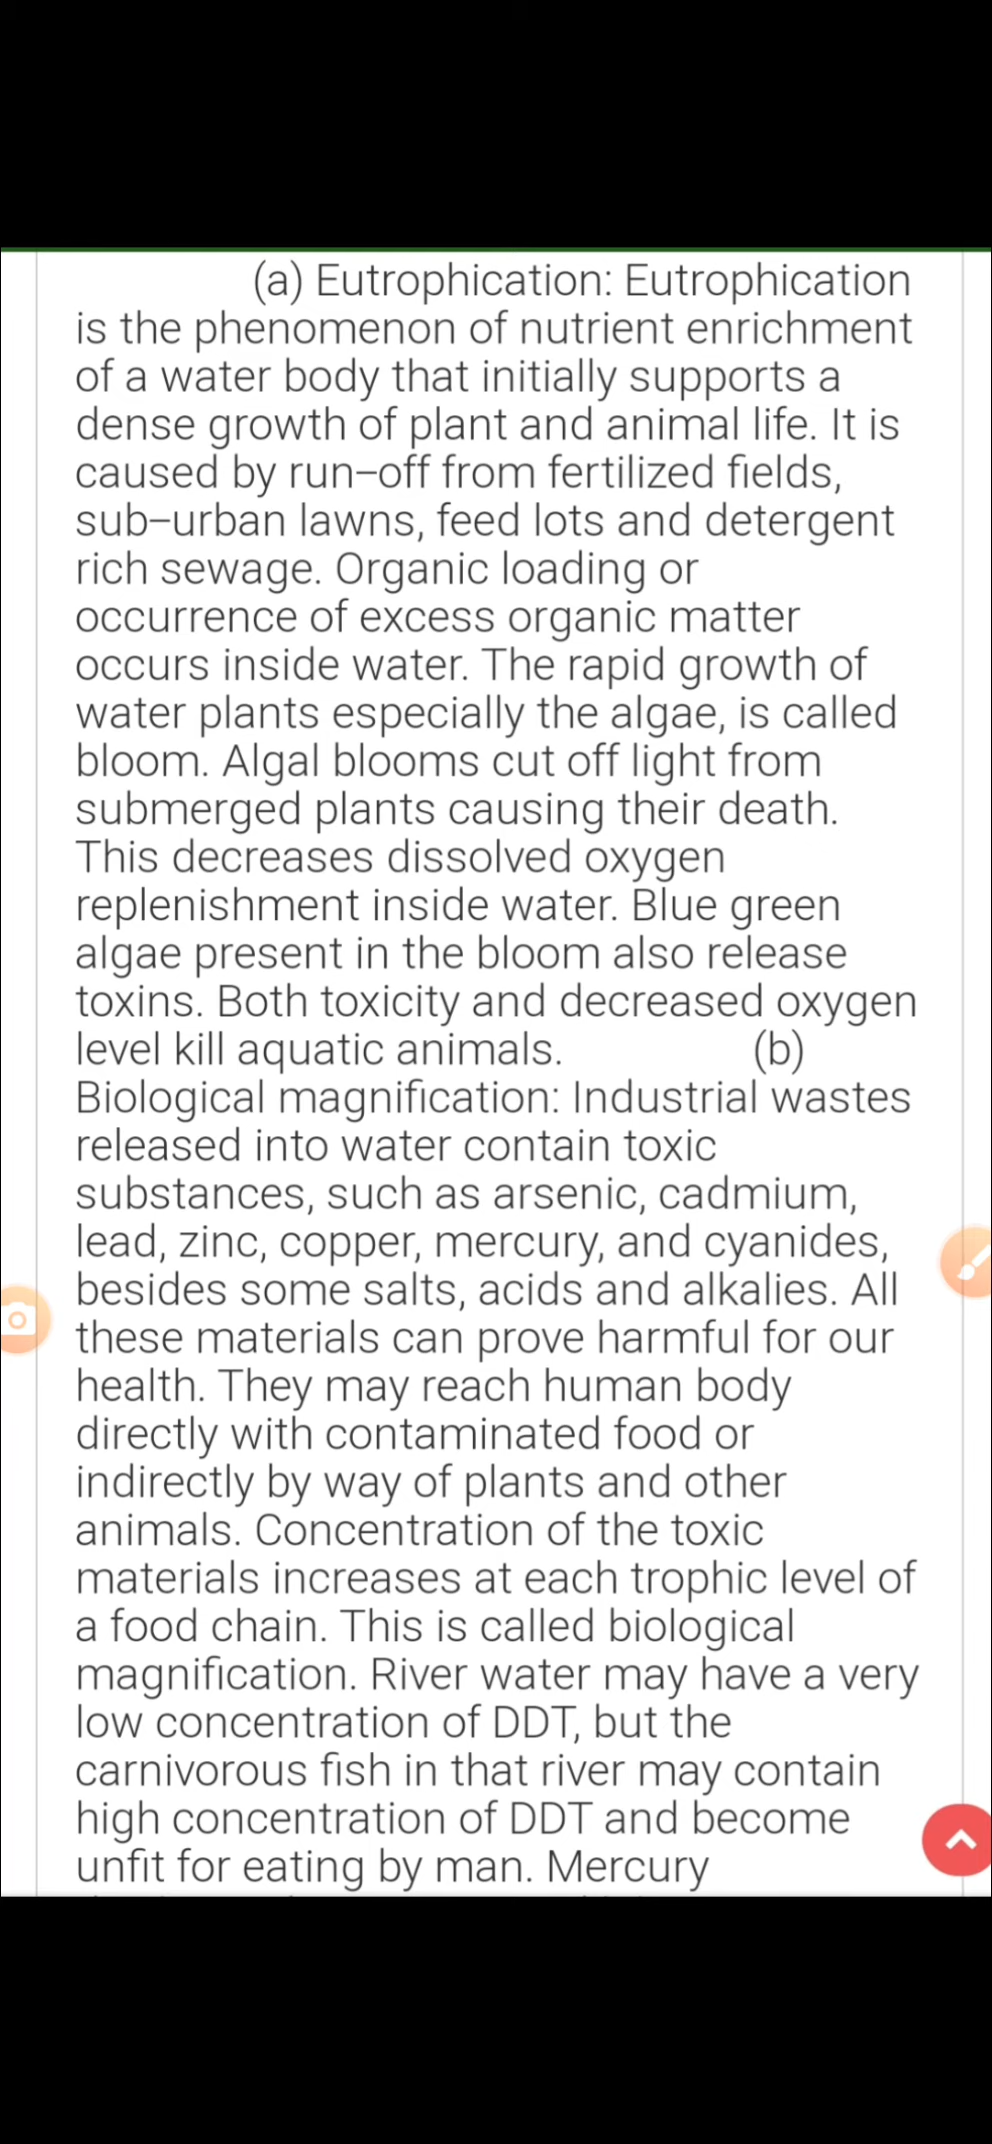 (a) Eutrophication: Eutrophication
is the phenomenon of nutrient enrichment
of a water body that initially supports a
dense growth of plant and animal life. It is
caused by run–off from fertilized fields,
sub–urban lawns, feed lots and detergent
rich sewage. Organic loading or
occurrence of excess organic matter
occurs inside water. The rapid growth of
water plants especially the algae, is called
bloom. Algal blooms cut off light from
submerged plants causing their death.
This decreases dissolved oxygen
replenishment inside water. Blue green
algae present in the bloom also release
toxins. Both toxicity and decreased oxygen
level kill aquatic animals. (b)
Biological magnification: Industrial wastes
released into water contain toxic
substances, such as arsenic, cadmium,
lead, zinc, copper, mercury, and cyanides,
besides some salts, acids and alkalies. All
these materials can prove harmful for our
health. They may reach human body
directly with contaminated food or
indirectly by way of plants and other
animals. Concentration of the toxic
materials increases at each trophic level of
a food chain. This is called biological
magnification. River water may have a very
low concentration of DDT, but the
carnivorous fish in that river may contain
high concentration of DDT and become
unfit for eating by man. Mercury